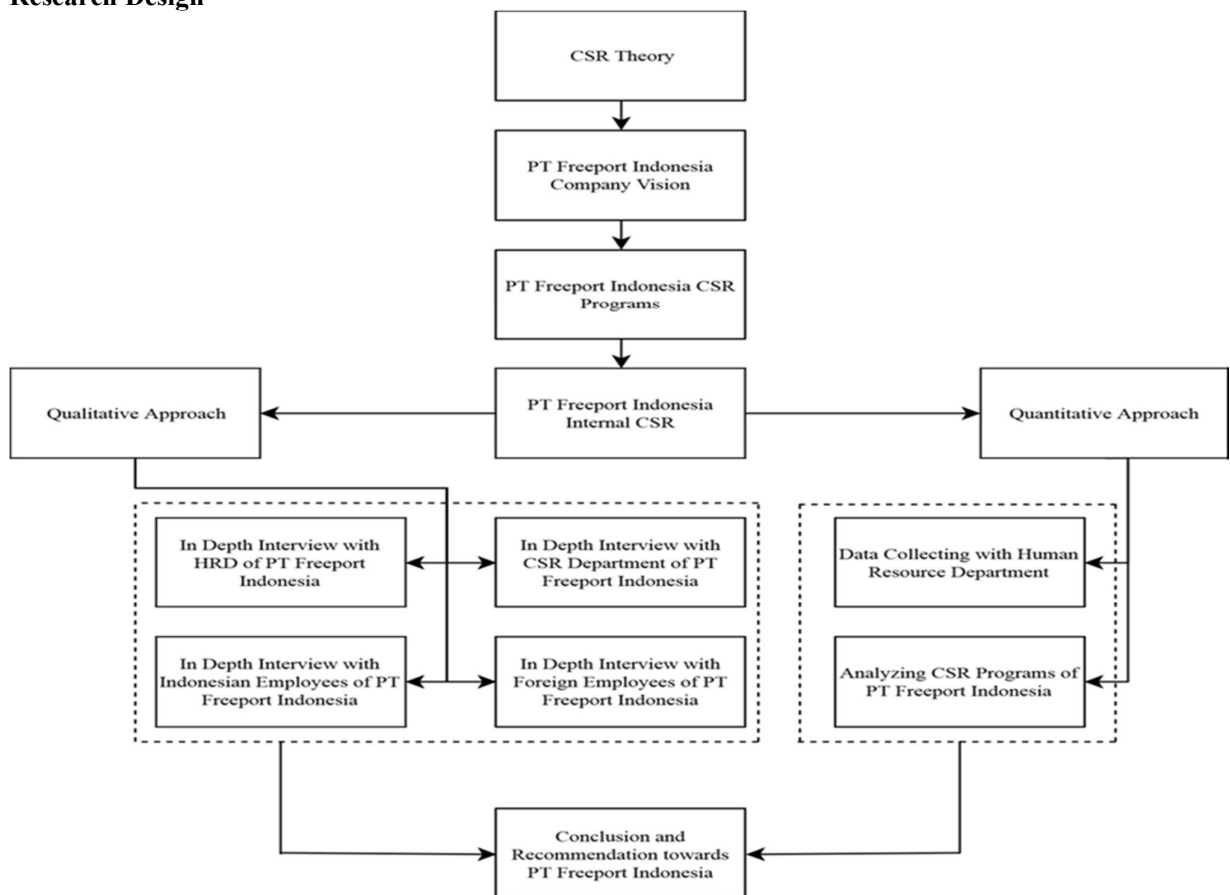 Research Design
CSR Theory
PT Freeport Indonesia
Company Vision
PT Freeport Indonesia CSR
Programs
Qualitative Approach
PT Freeport Indonesia
Internal CSR
Quantitative Approach
In Depth Interview with
HRD of PT Freeport
Indonesia
In Depth Interview with
CSR Department of PT
Freeport Indonesia
Data Collecting with Human
Resource Department
In Depth Interview with
Indonesian Employees of PT
Freeport Indonesia
In Depth Interview with
Foreign Employees of PT
Freeport Indonesia
Analyzing CSR Programs of
PT Freeport Indonesia
Conclusion and
Recommendation towards
PT Freeport Indonesia